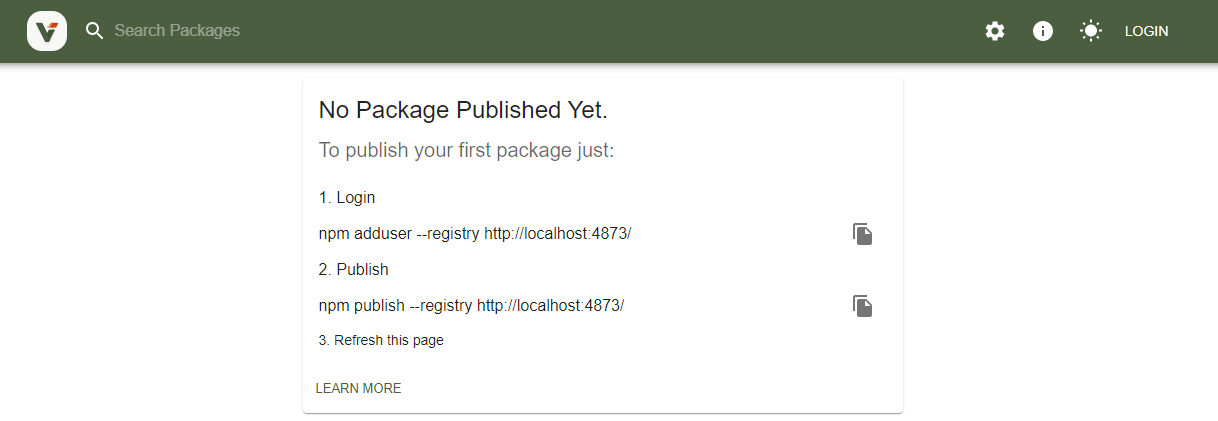 Search Packages
LOGIN
No Package Published Yet.
To publish your first package just:
1. Login
npm adduser --registry http://localhost:4873/
2. Publish
npm publish --registry http://localhost:4873/
3. Refresh this page
LEARN MORE